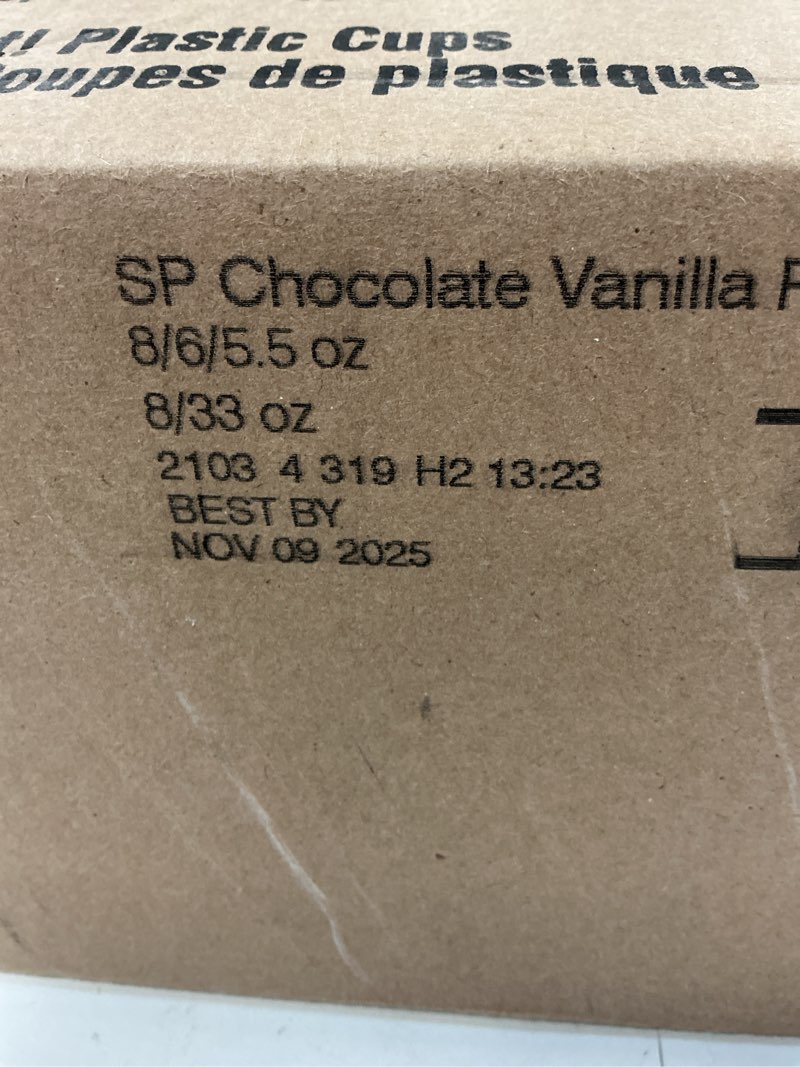 Plastic Cups
de plastique
SP Chocolate Vanilla
8/6/5.5 oz
8/33 oz
2103 4 319 H2 13:23
BEST BY
NOV 09 2025